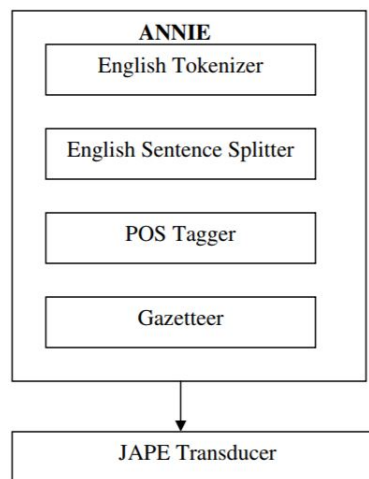 ANNIE
English Tokenizer
English Sentence Splitter
POS Tagger
Gazetteer
JAPE Transducer